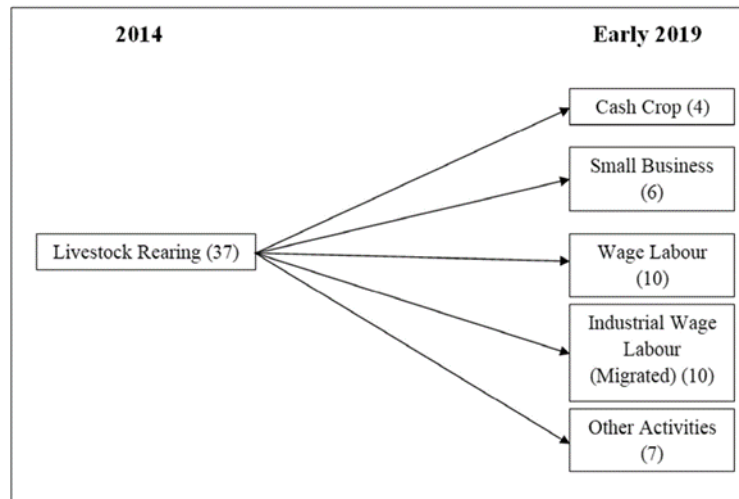 2014
Early 2019
Cash Crop (4)
Small Business
(6)
Livestock Rearing (37)
Wage Labour
(10)
Industrial Wage
Labour
(Migrated) (10)
Other Activities
(7)